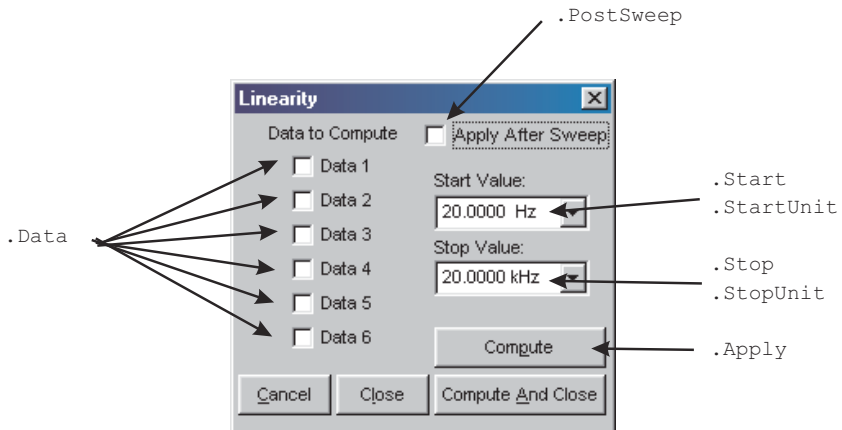 .PostSweep
Linearity
Data to Compute
Apply After Sweep
Data 1
Data 2
Data 3
Data 4
Data 5
Data 6
.Data
Start Value:
20.0000 Hz
.Start
.StartUnit
Stop Value:
20.0000 kHz
.Stop
.StopUnit
Compute
.Apply
Cancel
Close
Compute And Close